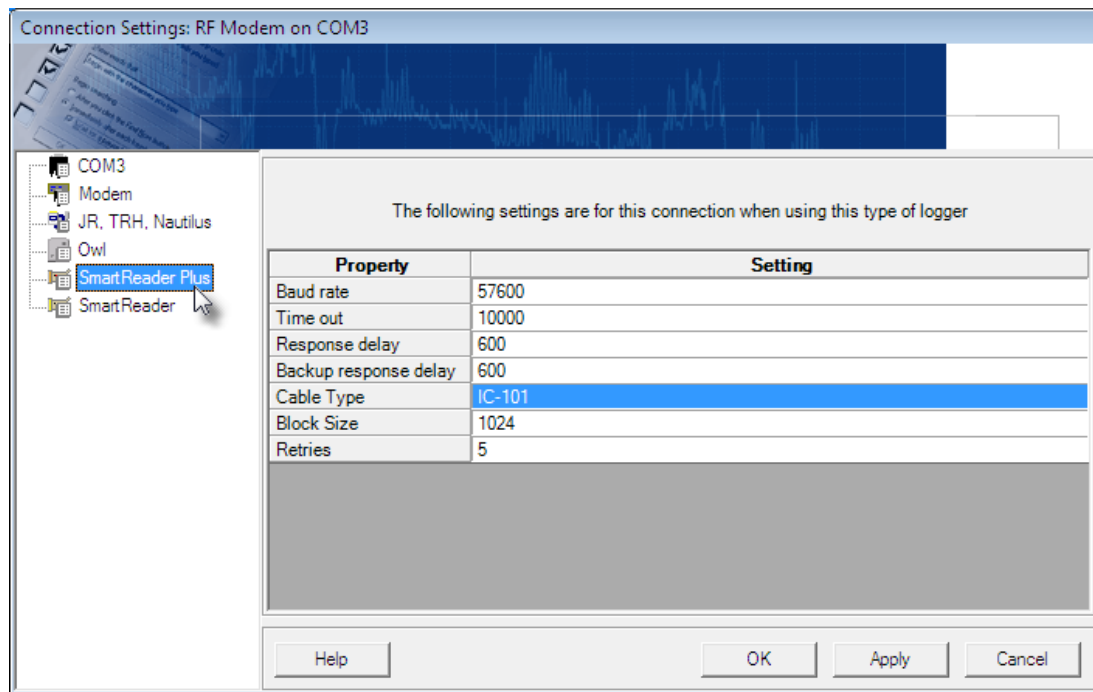 Connection Settings: RF Modem on COM3
COM3
Modem
JR, TRH, Nautilus
Owl
SmartReader Plus
SmartReader
The following settings are for this connection when using this type of logger
Property Setting
Baud rate 57600
Time out 10000
Response delay 600
Backup response delay 600
Cable Type IC-101
Block Size 1024
Retries 5
Help OK Apply Cancel